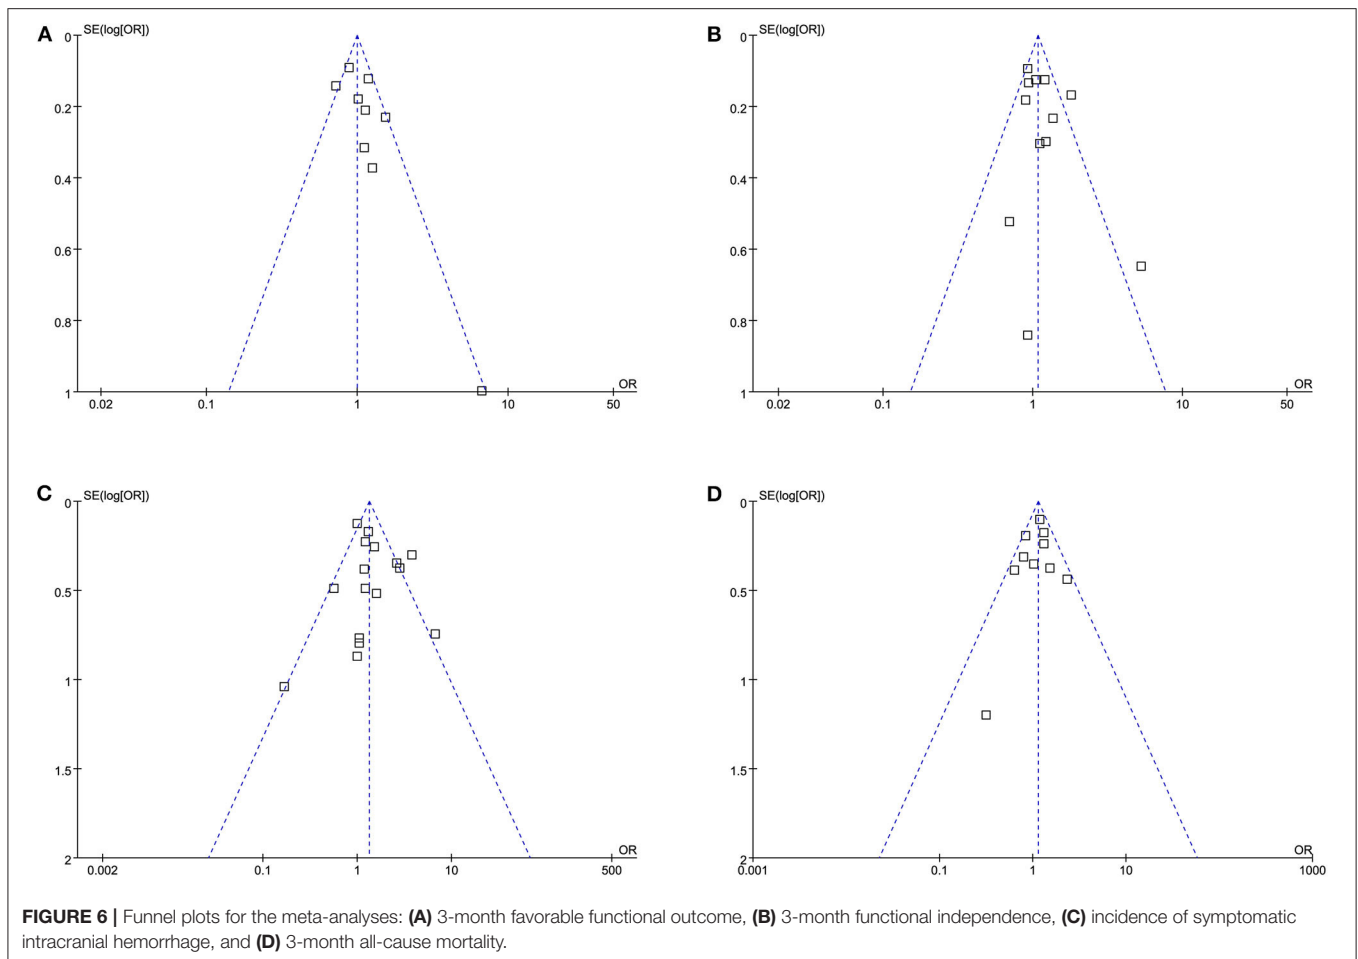 A
SE(log[OR])
0
0.2
0.4
0.6
0.8
1
OR
0.02 0.1 1 10 50
B
SE(log[OR])
0
0.2
0.4
0.6
0.8
1
OR
0.02 0.1 1 10 50
C
SE(log[OR])
0
0.5
1
1.5
2
OR
0.002 0.1 1 10 500
D
SE(log[OR])
0
0.5
1
1.5
2
OR
0.001 0.1 1 10 1000
FIGURE 6 | Funnel plots for the meta-analyses: (A) 3-month favorable functional outcome, (B) 3-month functional independence, (C) incidence of symptomatic
intracranial hemorrhage, and (D) 3-month all-cause mortality.